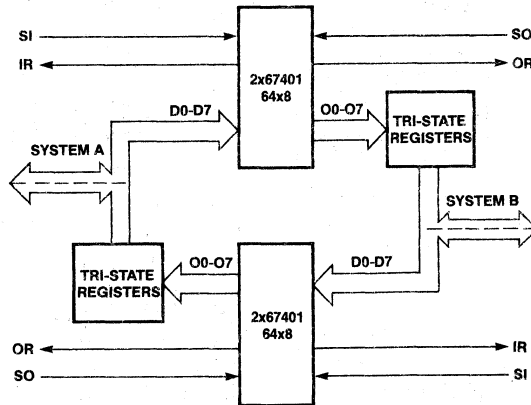 SI
SO
IR
OR
2x67401
64x8
D0-D7
O0-O7
TRI-STATE
REGISTERS
SYSTEM A
SYSTEM B
TRI-STATE
REGISTERS
O0-O7
D0-D7
2x67401
64x8
OR
IR
SO
SI